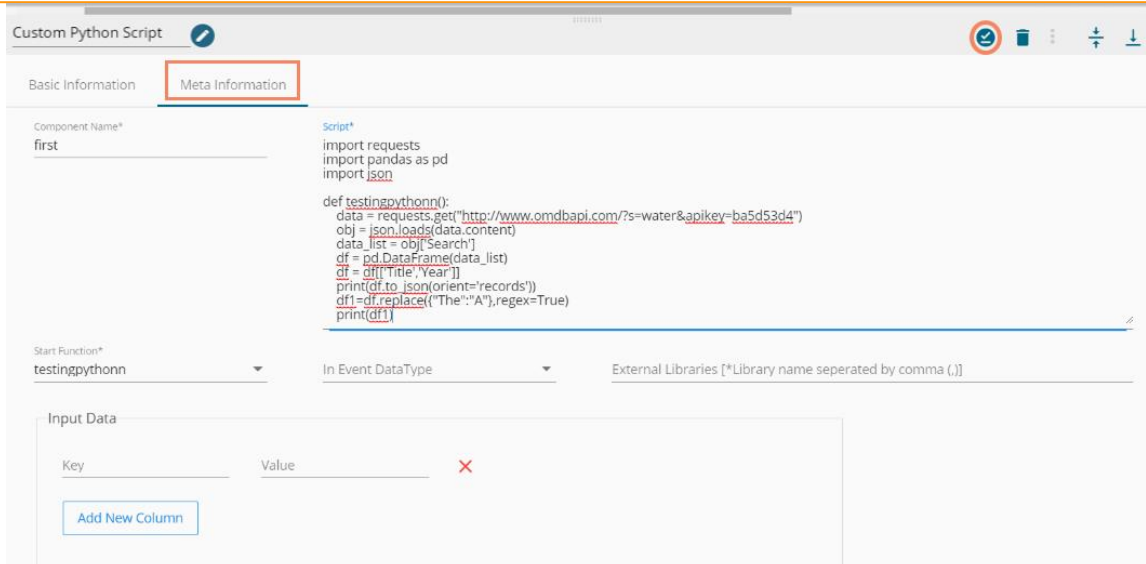 Custom Python Script
Basic Information
Meta Information
Component Name*
first
Script*
import requests
import pandas as pd
import json
def testingpythonn():
data = requests.get("http://www.omdbapi.com/?s=water&apikey=ba5d53d4")
obj = json.loads(data.content)
data_list = obj['Search']
df = pd.DataFrame(data_list)
df = df[['Title','Year']]
print(df.to_json(orient='records'))
df1=df.replace({"The":"A"},regex=True)
print(df1)
Start Function*
testingpythonn
In Event DataType
External Libraries [*Library name seperated by comma (,)]
Input Data
Key
Value
Add New Column